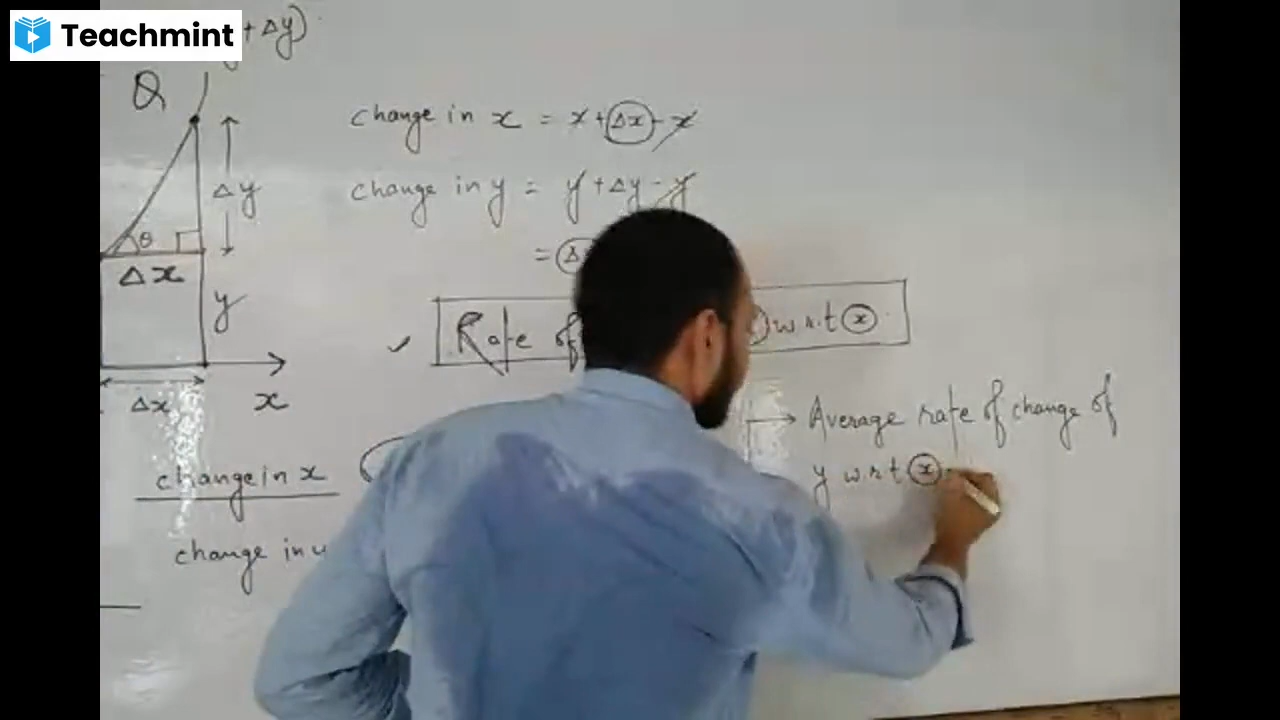 Teachmint
+ Δy)
Q
change in x = x + Δx - x
change in y = y + Δy - y
Δy
= Δ
θ
Δx
y
Rate of w.r.t x
Δx
x
Average rate of change of
y w.r.t x
change in x
change in